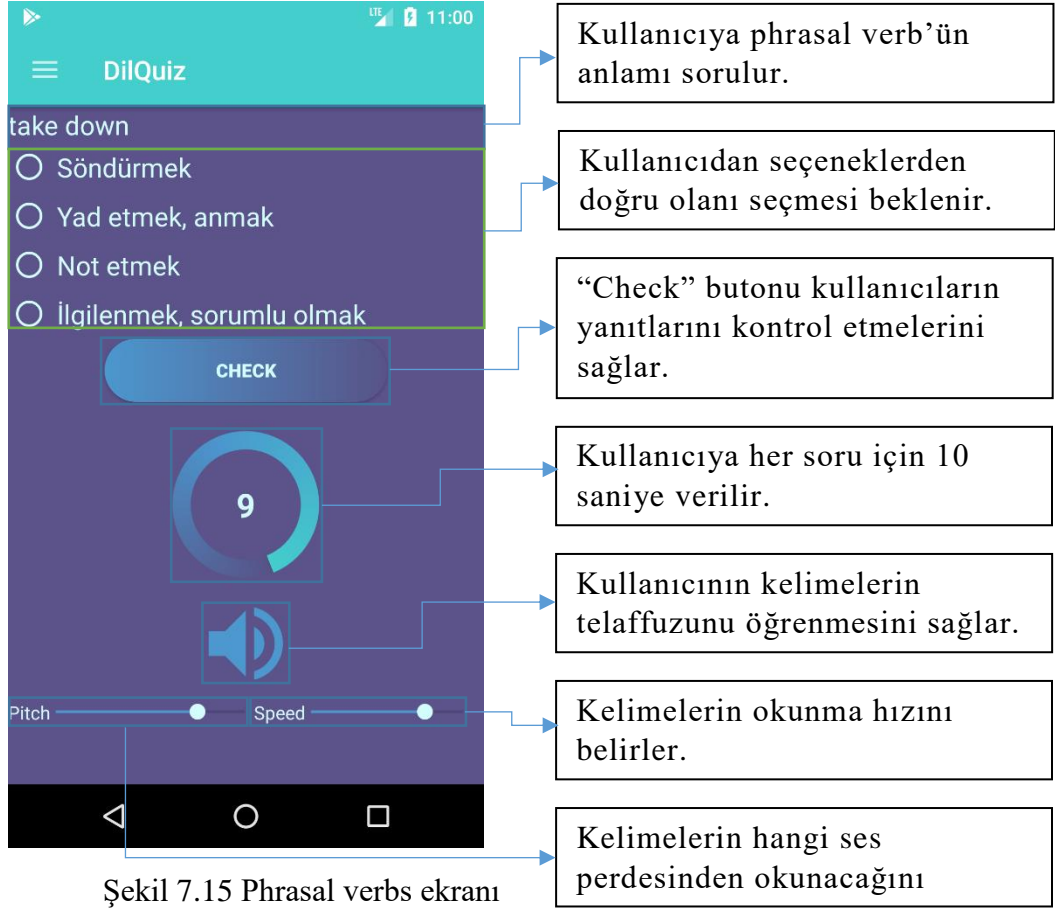 LTE 11:00
DilQuiz
take down
Söndürmek
Yad etmek, anmak
Not etmek
İlgilenmek, sorumlu olmak
CHECK
9
Pitch
Speed
Kullanıcıya phrasal verb’ün
anlamı sorulur.
Kullanıcıdan seçeneklerden
doğru olanı seçmesi beklenir.
“Check” butonu kullanıcıların
yanıtlarını kontrol etmelerini
sağlar.
Kullanıcıya her soru için 10
saniye verilir.
Kullanıcının kelimelerin
telaffuzunu öğrenmesini sağlar.
Kelimelerin okunma hızını
belirler.
Kelimelerin hangi ses
perdesinden okunacağını
Şekil 7.15 Phrasal verbs ekranı